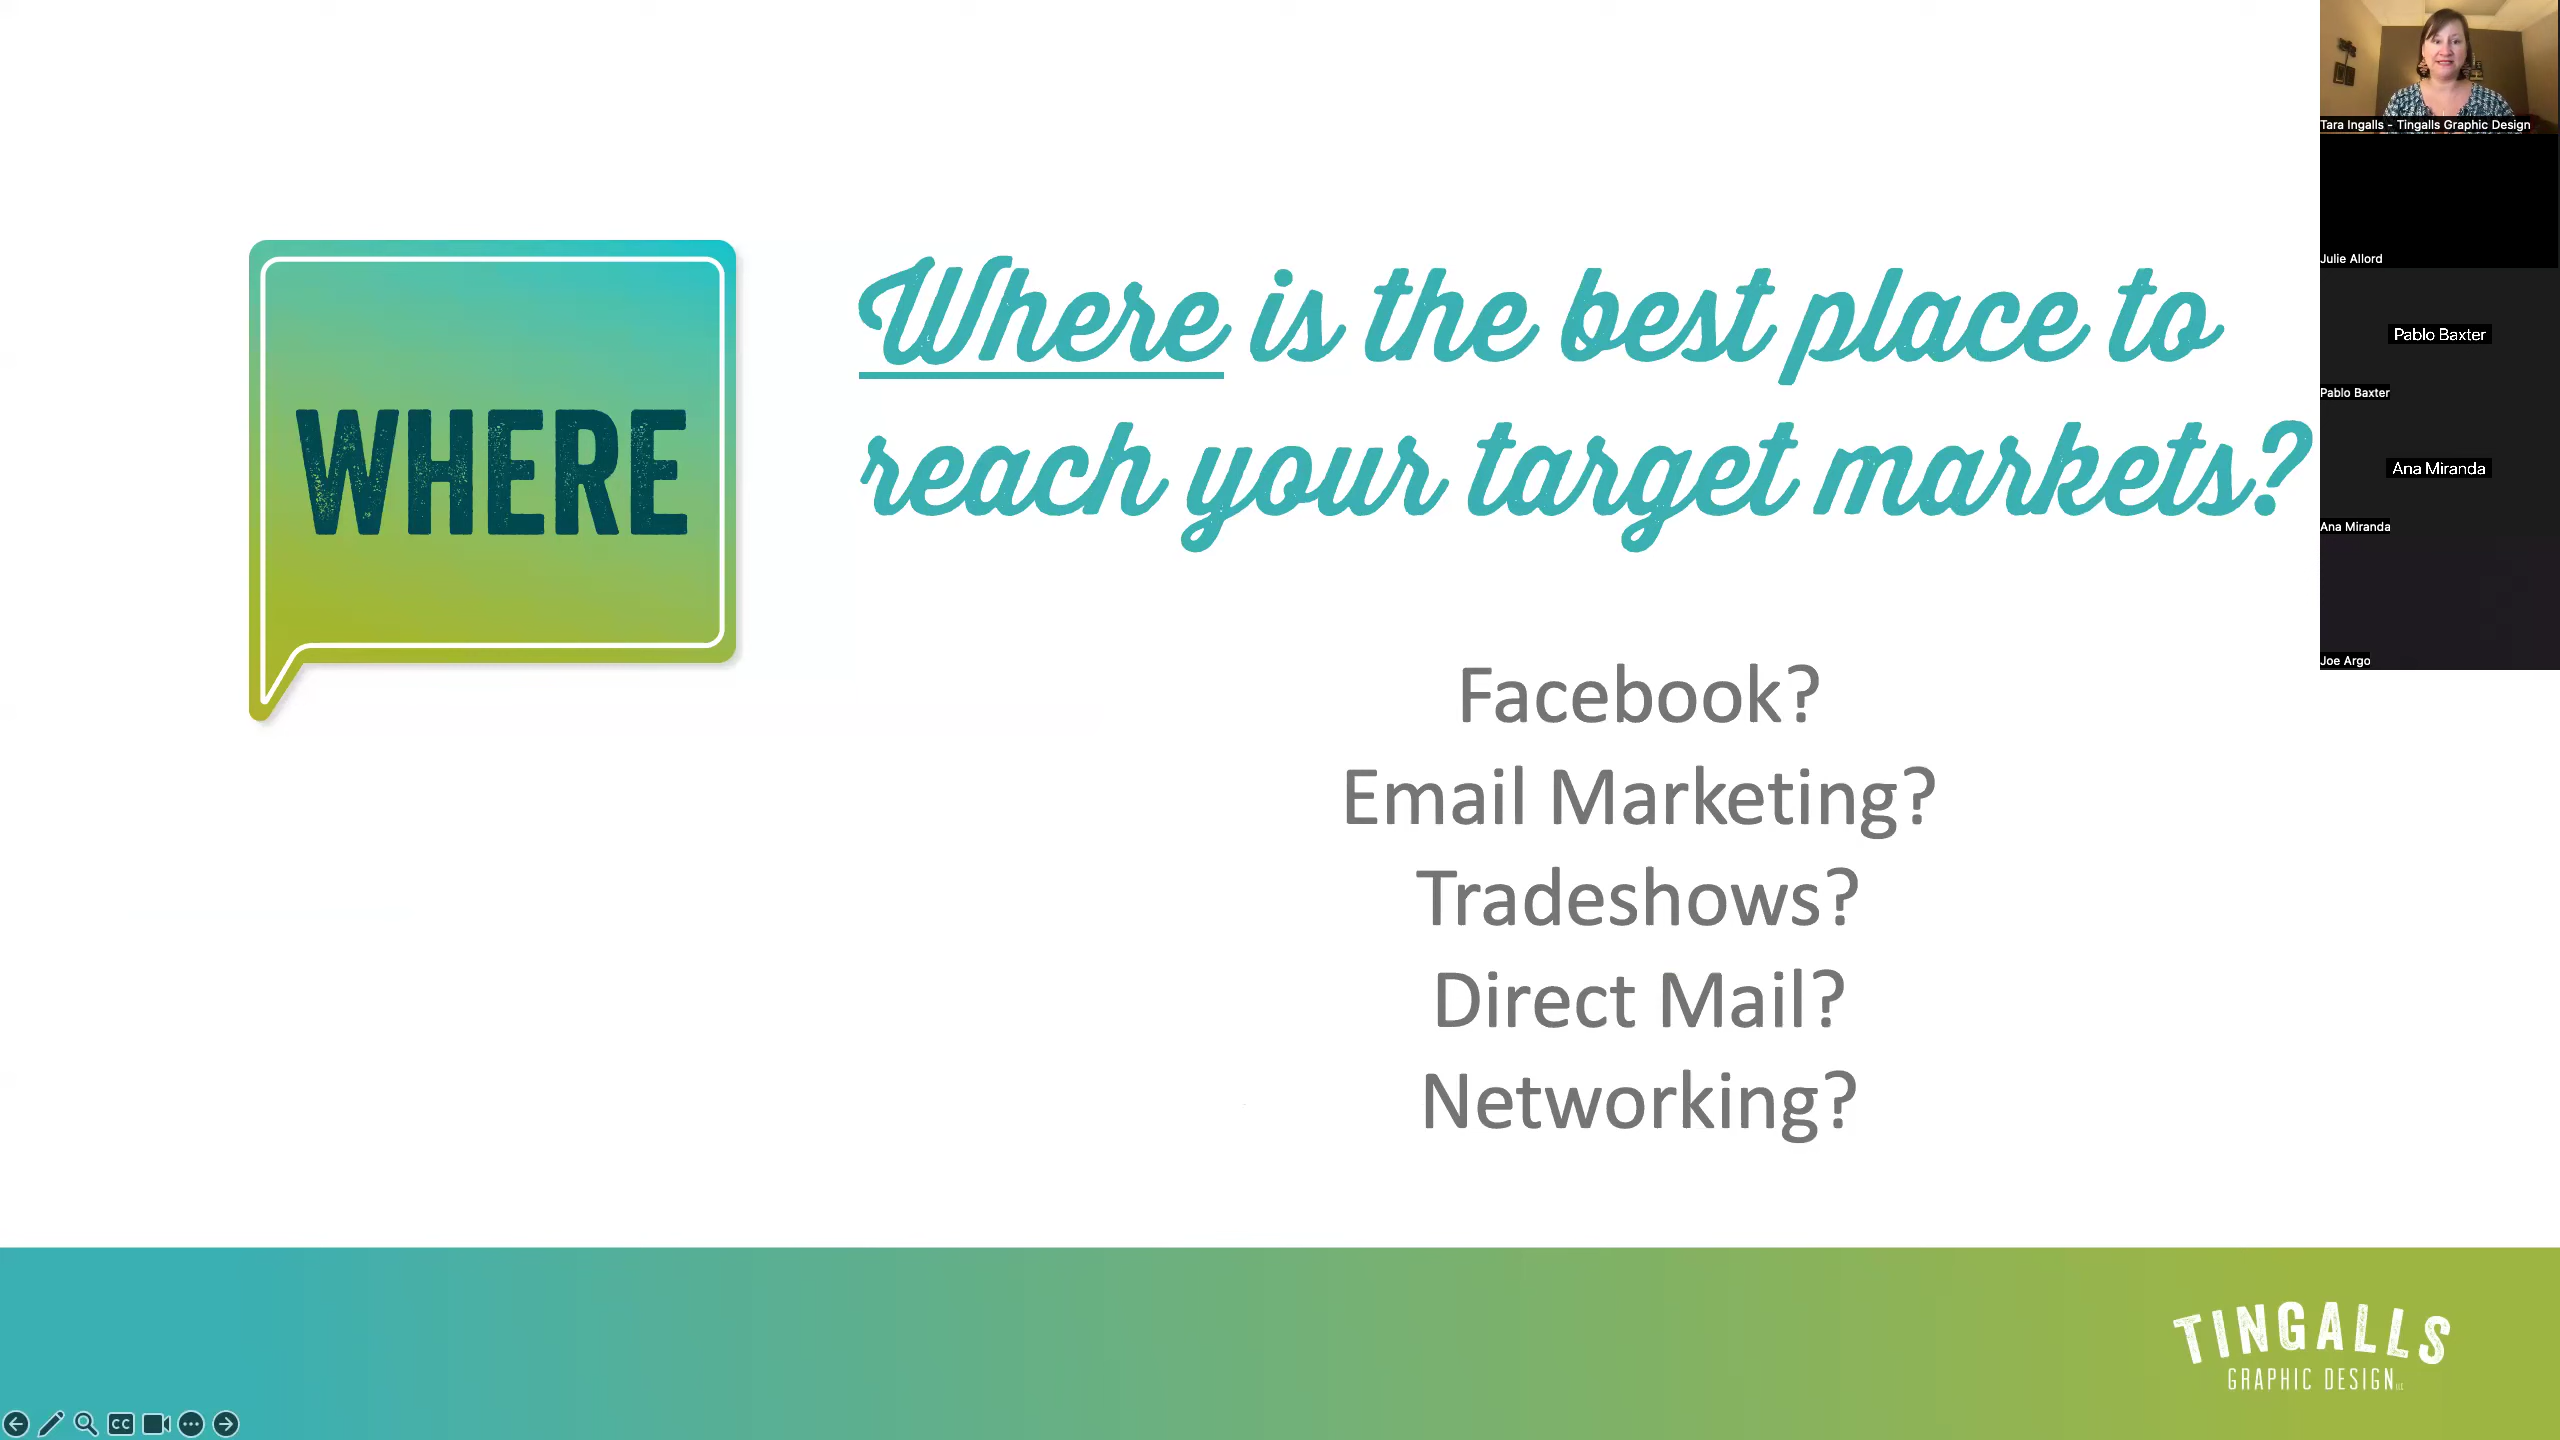 WHERE
Where is the best place to
reach your target markets?
Facebook?
Email Marketing?
Tradeshows?
Direct Mail?
Networking?
Tara Ingalls - Tingalls Graphic Design
Julie Allord
Pablo Baxter
Pablo Baxter
Ana Miranda
Ana Miranda
Joe Argo
TINGALLS
GRAPHIC DESIGN LLC
CC